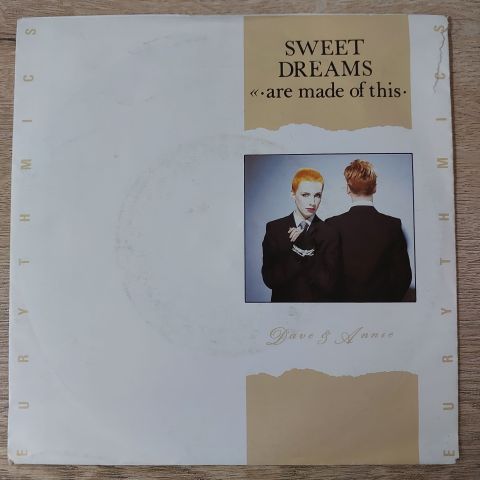 EURYTHMICS
SWEET
DREAMS
«·are made of this·
Dave & Annie
EURYTHMICS